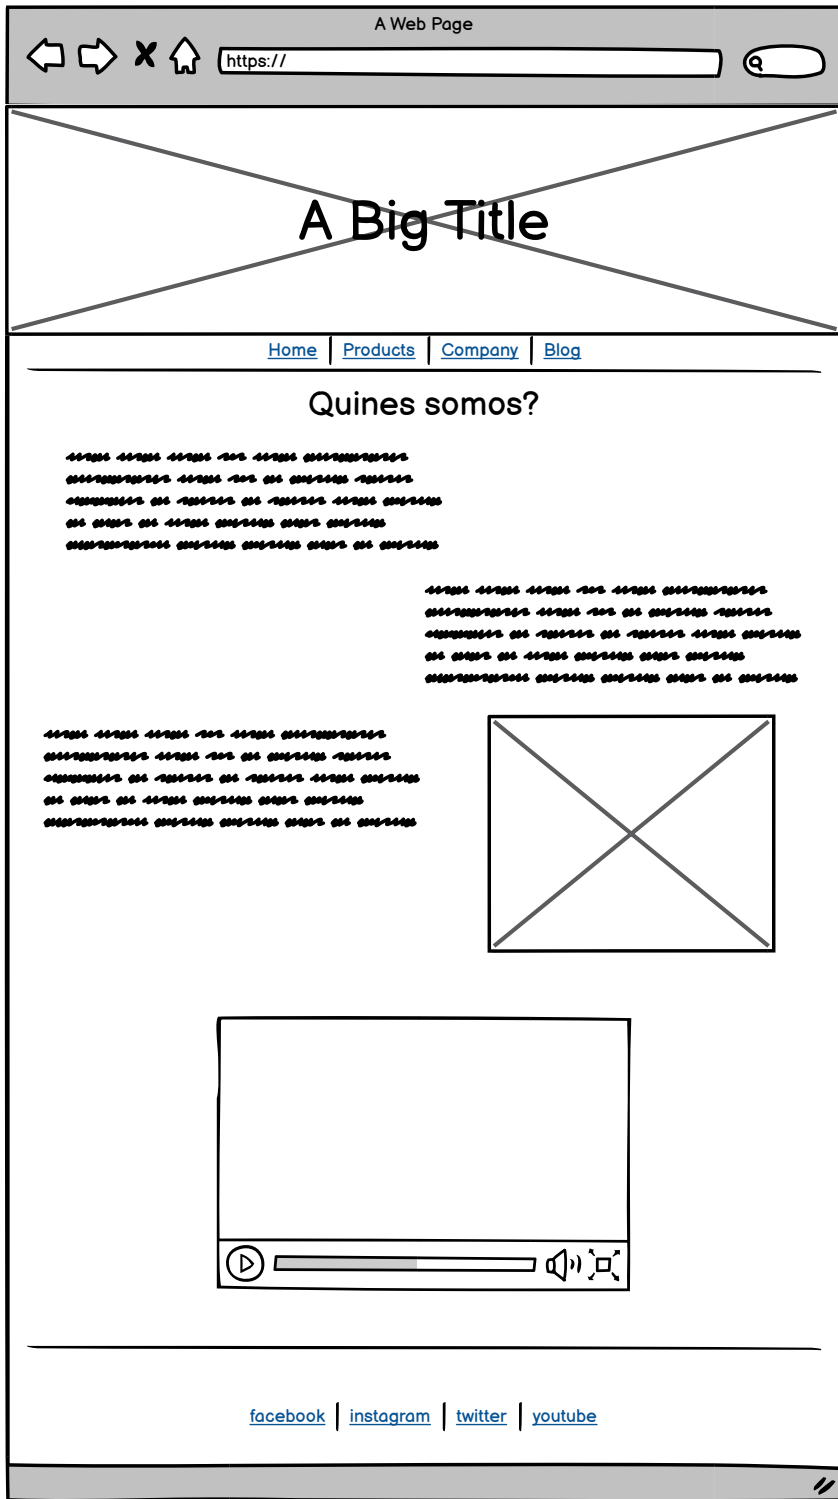 A Web Page
https://
A Big Title
Home Products Company Blog
Quines somos?
facebook instagram twitter youtube